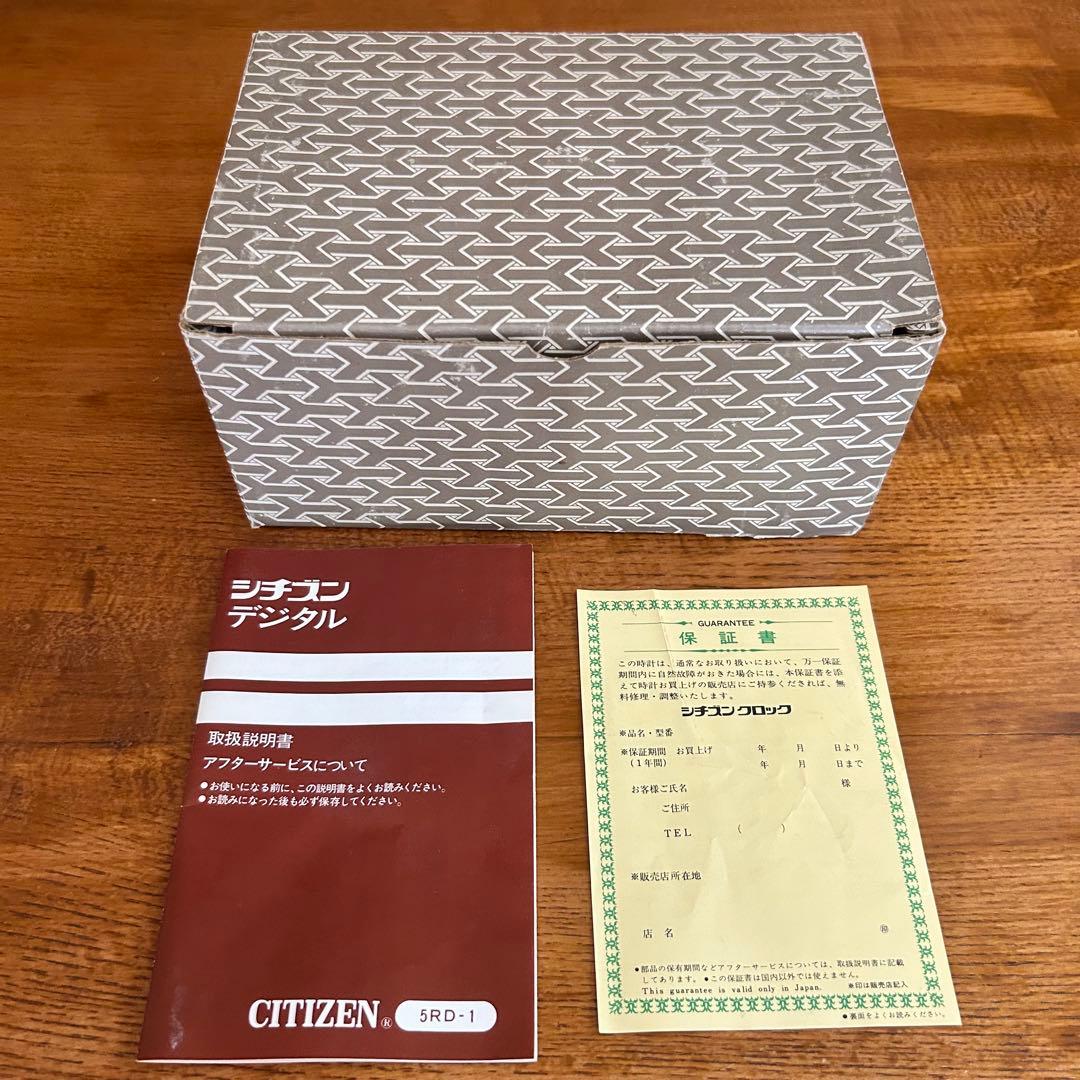 シチズン
デジタル
取扱説明書
アフターサービスについて
●お使いになる前に、この説明書をよくお読みください。
●お読みになった後も必ず保存してください。
CITIZEN® 5RD-1
GUARANTEE
保証書
この時計は、通常なお取り扱いにおいて、万一保証
期間内に自然故障がおきた場合には、本保証書を添
えて時計お買上げの販売店にご持参くだされば、無
料修理・調整いたします。
シチズンクロック
※品名・型番
※保証期間 お買上げ 年 月 日より
(1年間) 年 月 日まで
お客様ご氏名 様
ご住所
TEL ( )
※販売店所在地
店名 ㊞
●部品の保有期間などアフターサービスについては、取扱説明書に記載
してあります。 ●この保証書は国内以外では使えません。
This guarantee is valid only in Japan. ※印は販売店記入
●裏面をよくお読みください。